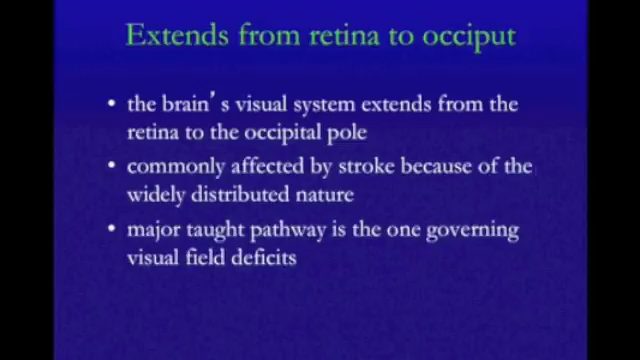 Extends from retina to occiput
• the brain's visual system extends from the
retina to the occipital pole
• commonly affected by stroke because of the
widely distributed nature
• major taught pathway is the one governing
visual field deficits